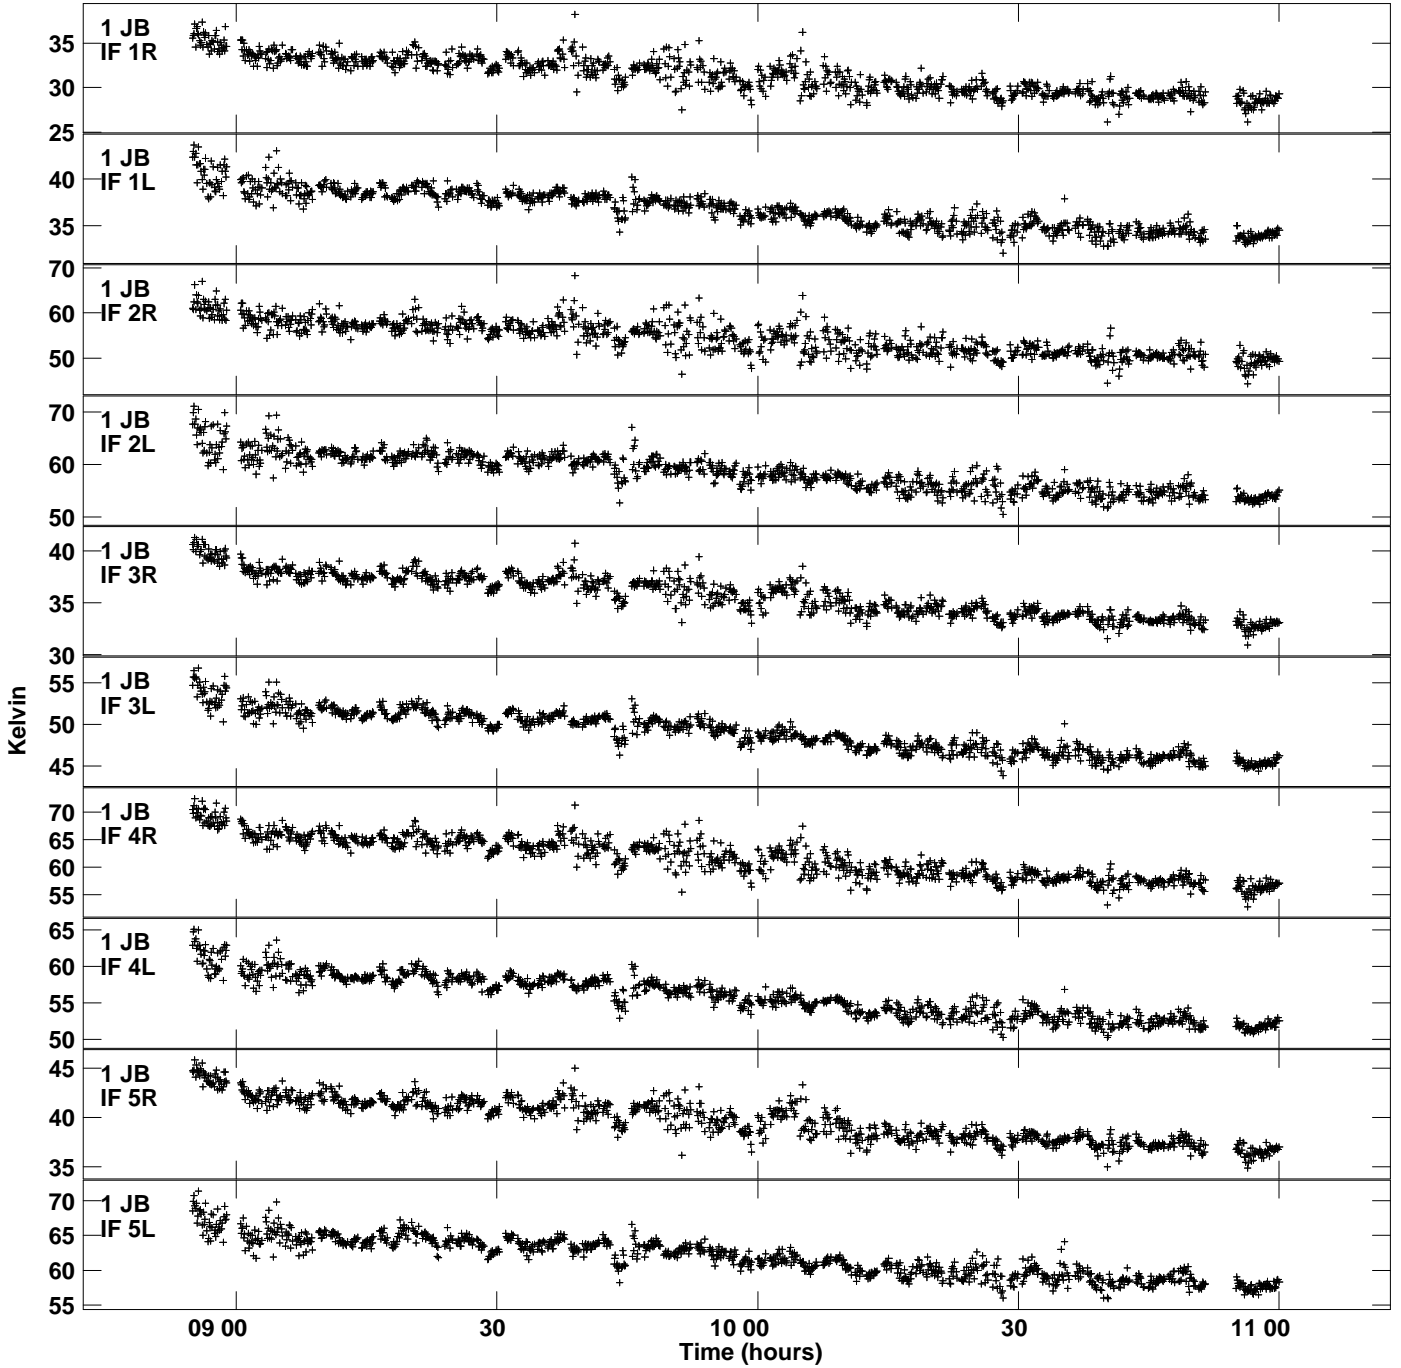 1 JB
IF 1R
35
30
25
1 JB
IF 1L
40
35
70
1 JB
IF 2R
60
50
70
1 JB
IF 2L
60
50
40
1 JB
IF 3R
35
30
55
1 JB
IF 3L
50
45
70
1 JB
IF 4R
65
60
55
65
1 JB
IF 4L
60
55
50
45
1 JB
IF 5R
40
35
70
1 JB
IF 5L
65
60
55
Kelvin
09 00 30 10 00 30 11 00
Time (hours)